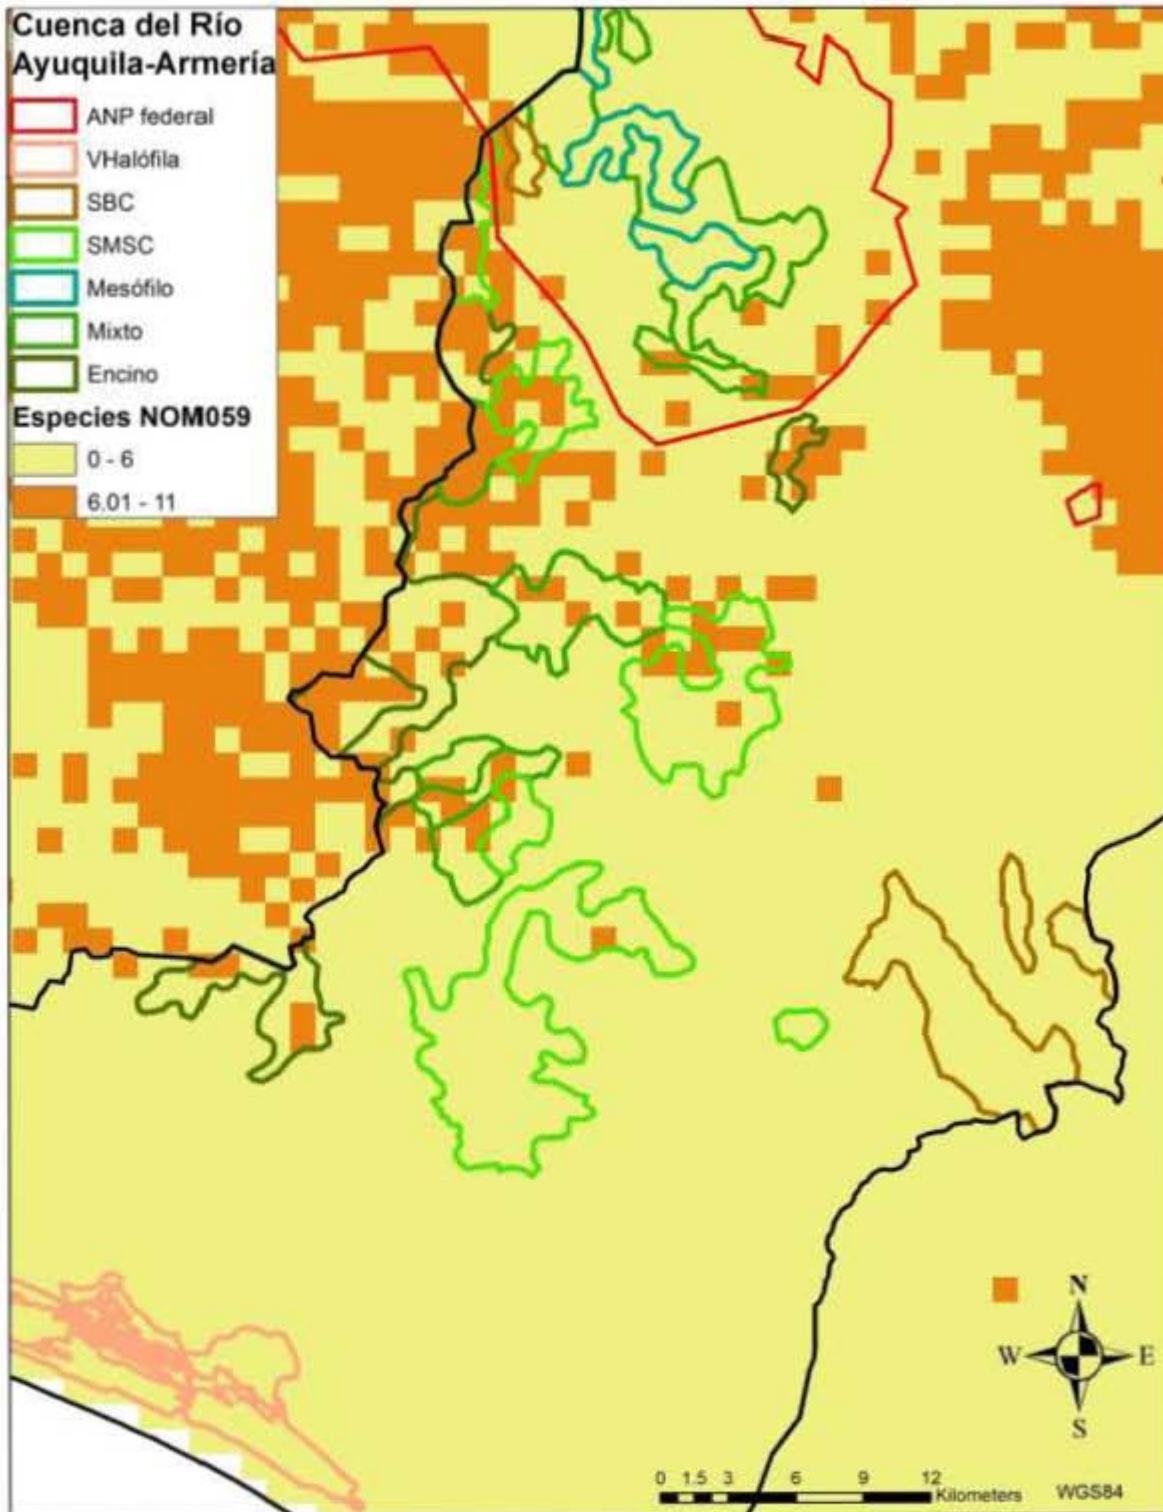 Cuenca del Río
Ayuquila-Armería
ANP federal
VHalófila
SBC
SMSC
Mesófilo
Mixto
Encino
Especies NOM059
0 - 6
6.01 - 11
N
W E
S
0 1.5 3 6 9 12
Kilometers WGS84